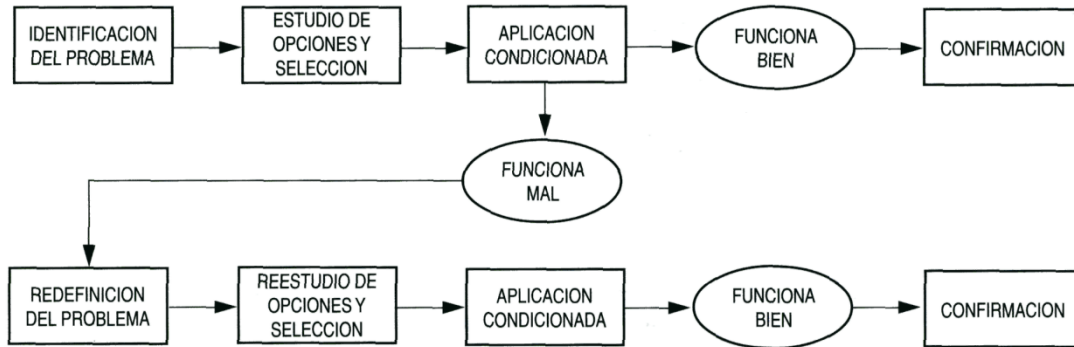 IDENTIFICACION
DEL PROBLEMA
ESTUDIO DE
OPCIONES Y
SELECCION
APLICACION
CONDICIONADA
FUNCIONA
BIEN
CONFIRMACION
FUNCIONA
MAL
REDEFINICION
DEL PROBLEMA
REESTUDIO DE
OPCIONES Y
SELECCION
APLICACION
CONDICIONADA
FUNCIONA
BIEN
CONFIRMACION